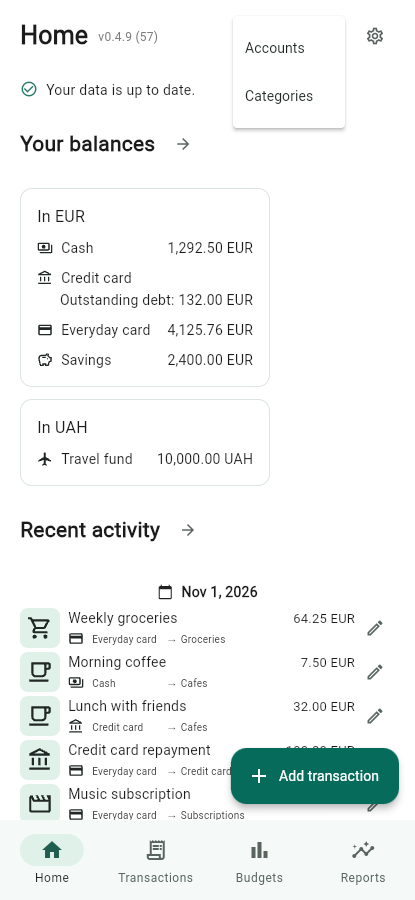 Home v0.4.9 (57)
Accounts
Categories
Your data is up to date.
Your balances
In EUR
Cash 1,292.50 EUR
Credit card
Outstanding debt: 132.00 EUR
Everyday card 4,125.76 EUR
Savings 2,400.00 EUR
In UAH
Travel fund 10,000.00 UAH
Recent activity
Nov 1, 2026
Weekly groceries 64.25 EUR
Everyday card → Groceries
Morning coffee 7.50 EUR
Cash → Cafes
Lunch with friends 32.00 EUR
Credit card → Cafes
Credit card repayment
Everyday card → Credit card
Add transaction
Music subscription
Everyday card → Subscriptions
Home Transactions Budgets Reports